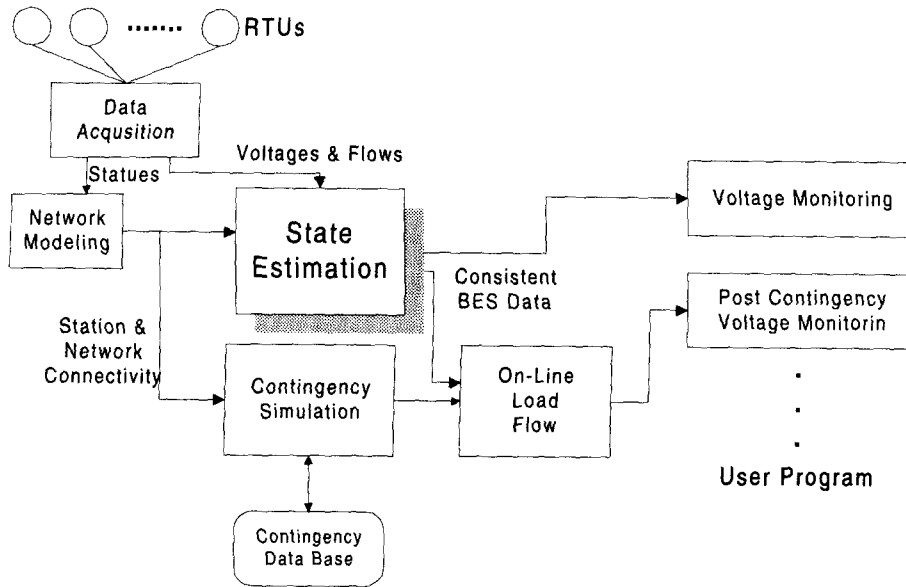 RTUs
Data
Acqusition
Statues
Voltages & Flows
Network
Modeling
State
Estimation
Voltage Monitoring
Consistent
BES Data
Post Contingency
Voltage Monitorin
Station &
Network
Connectivity
Contingency
Simulation
On-Line
Load
Flow
User Program
Contingency
Data Base